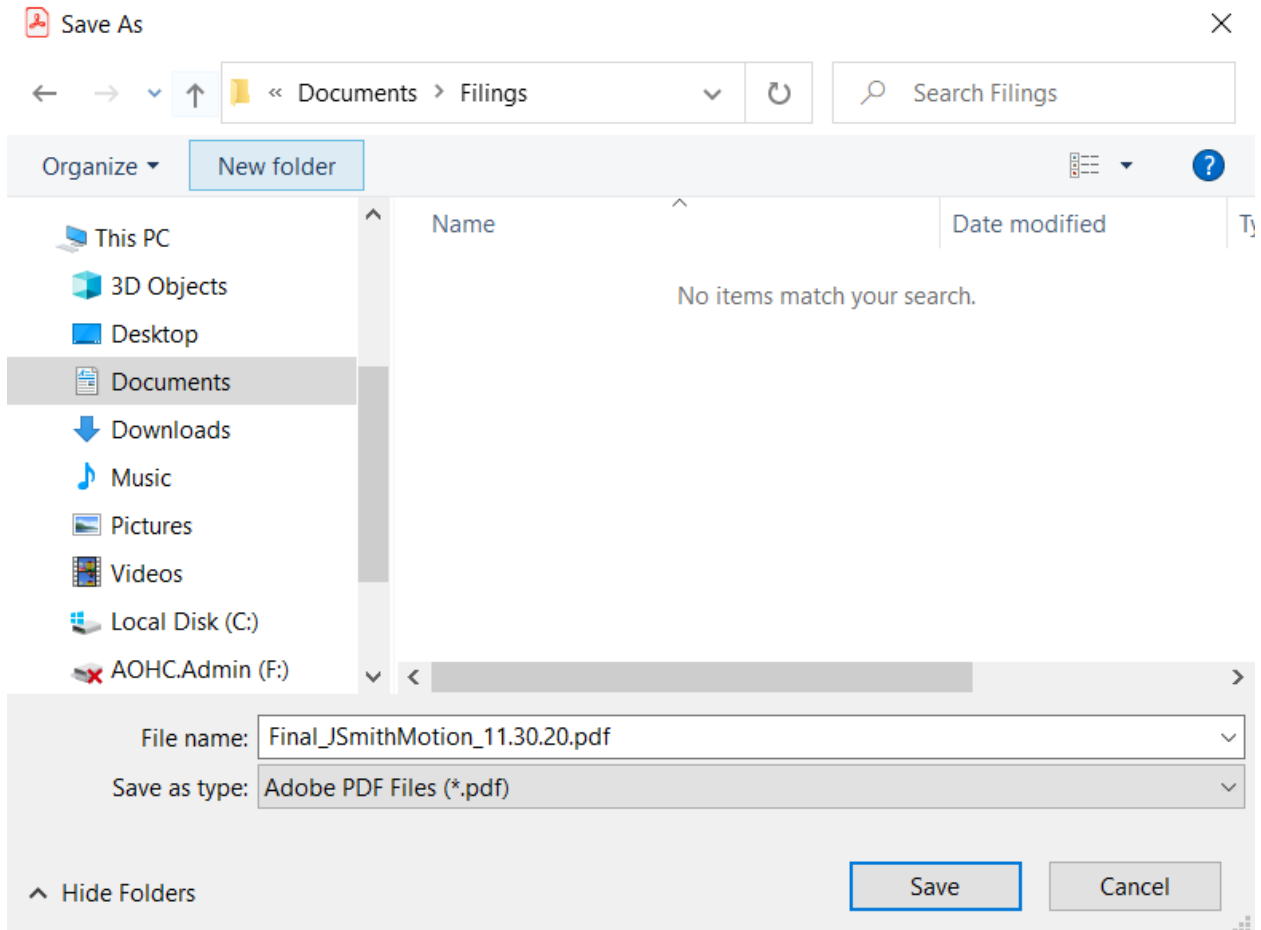 Save As
« Documents > Filings
Search Filings
Organize
New folder
?
Name
Date modified
Ty
No items match your search.
This PC
3D Objects
Desktop
Documents
Downloads
Music
Pictures
Videos
Local Disk (C:)
AOHC.Admin (F:)
File name: Final_JSmithMotion_11.30.20.pdf
Save as type: Adobe PDF Files (*.pdf)
Hide Folders
Save
Cancel